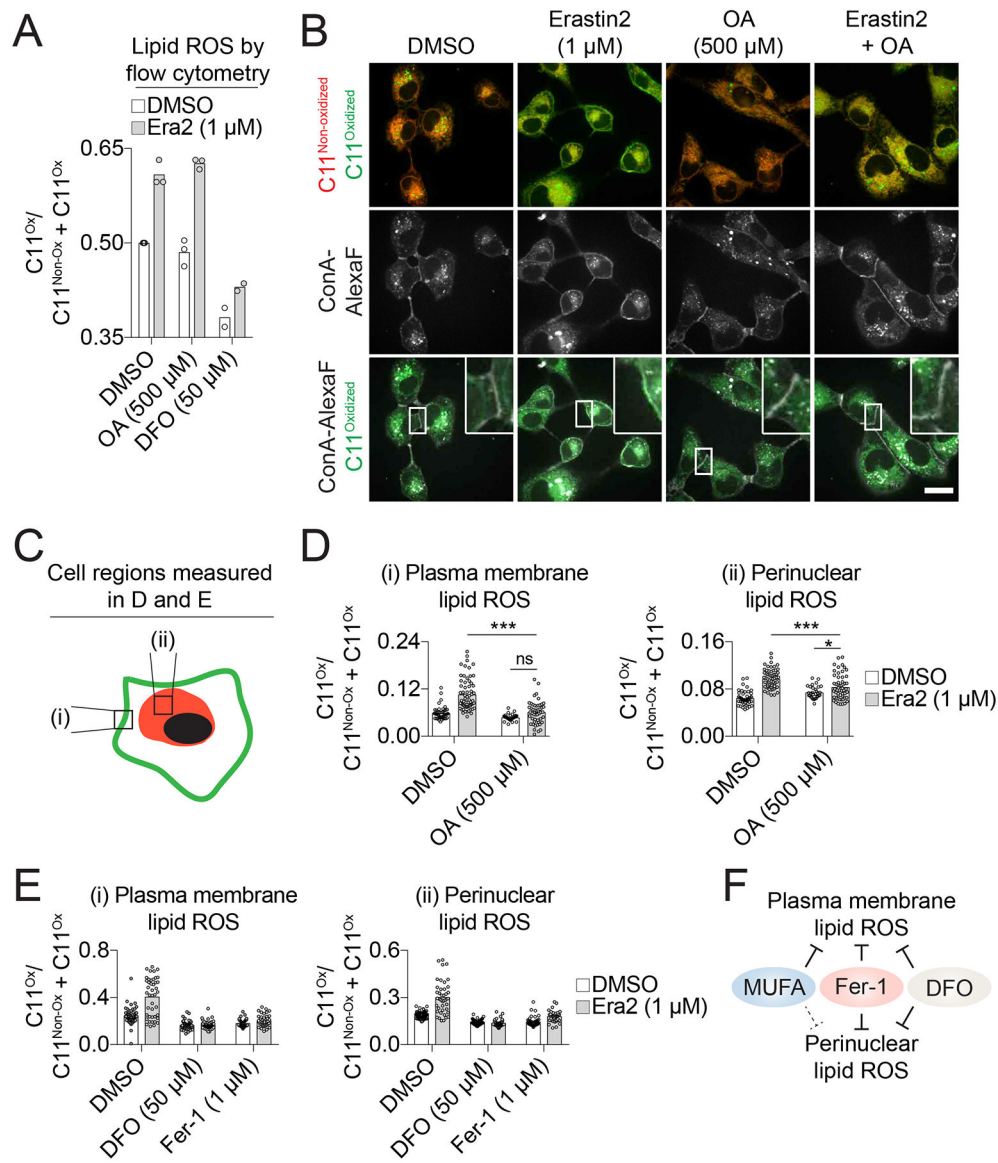 A
Lipid ROS by
flow cytometry
DMSO
Era2 (1 µM)
C11Ox/
C11Non-Ox + C11Ox
0.65
0.50
0.35
DMSO
OA (500 µM)
DFO (50 µM)
B
DMSO
Erastin2
(1 µM)
OA
(500 µM)
Erastin2
+ OA
C11Non-oxidized
C11Oxidized
ConA-
AlexaF
ConA-AlexaF
C11Oxidized
C
Cell regions measured
in D and E
(ii)
(i)
D
(i) Plasma membrane
lipid ROS
C11Ox/
C11Non-Ox + C11Ox
0.24
0.12
0.00
***
ns
DMSO
OA (500 µM)
(ii) Perinuclear
lipid ROS
C11Ox/
C11Non-Ox + C11Ox
0.16
0.08
0.00
***
*
DMSO
OA (500 µM)
DMSO
Era2 (1 µM)
E
(i) Plasma membrane
lipid ROS
C11Ox/
C11Non-Ox + C11Ox
0.8
0.4
0.0
DMSO
DFO (50 µM)
Fer-1 (1 µM)
(ii) Perinuclear
lipid ROS
C11Ox/
C11Non-Ox + C11Ox
0.6
0.3
0.0
DMSO
DFO (50 µM)
Fer-1 (1 µM)
DMSO
Era2 (1 µM)
F
Plasma membrane
lipid ROS
MUFA
Fer-1
DFO
Perinuclear
lipid ROS